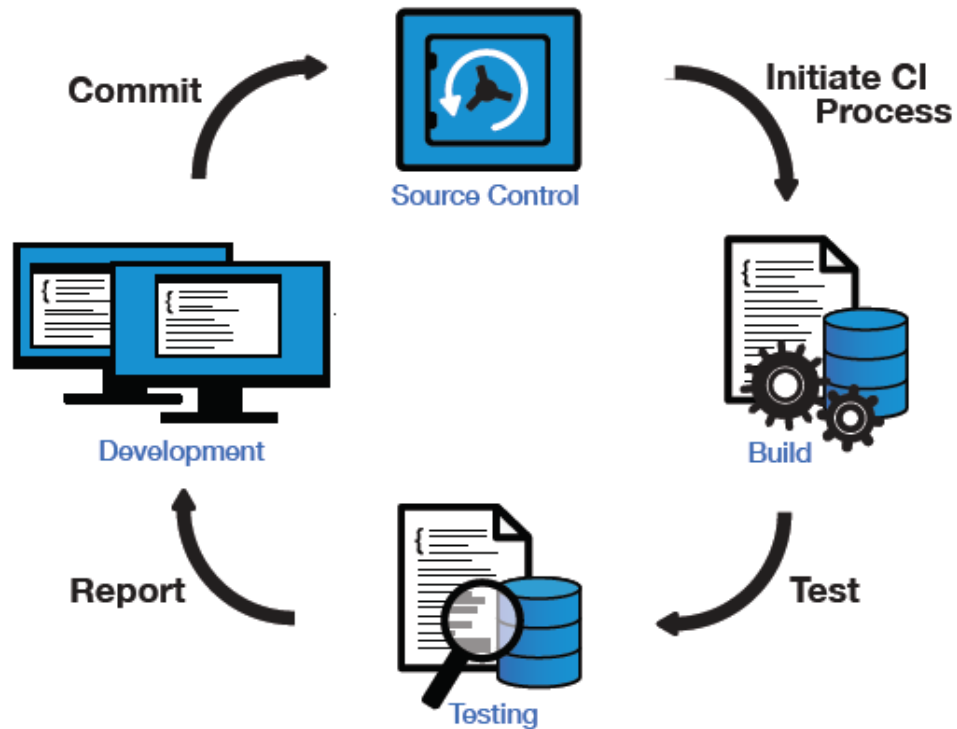 Commit
Initiate CI
Process
Source Control
Development
Build
Report
Test
Testing